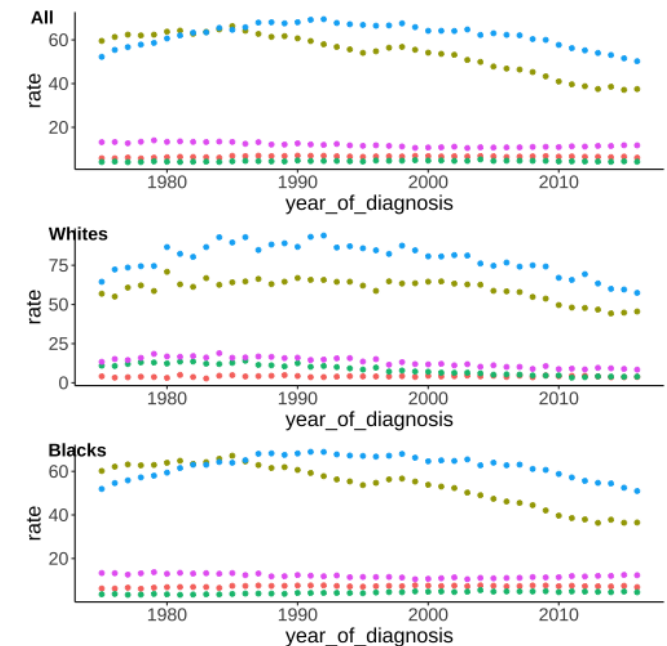 All
60
40
20
rate
1980 1990 2000 2010
year_of_diagnosis
Whites
75
50
25
0
rate
1980 1990 2000 2010
year_of_diagnosis
Blacks
60
40
20
rate
1980 1990 2000 2010
year_of_diagnosis